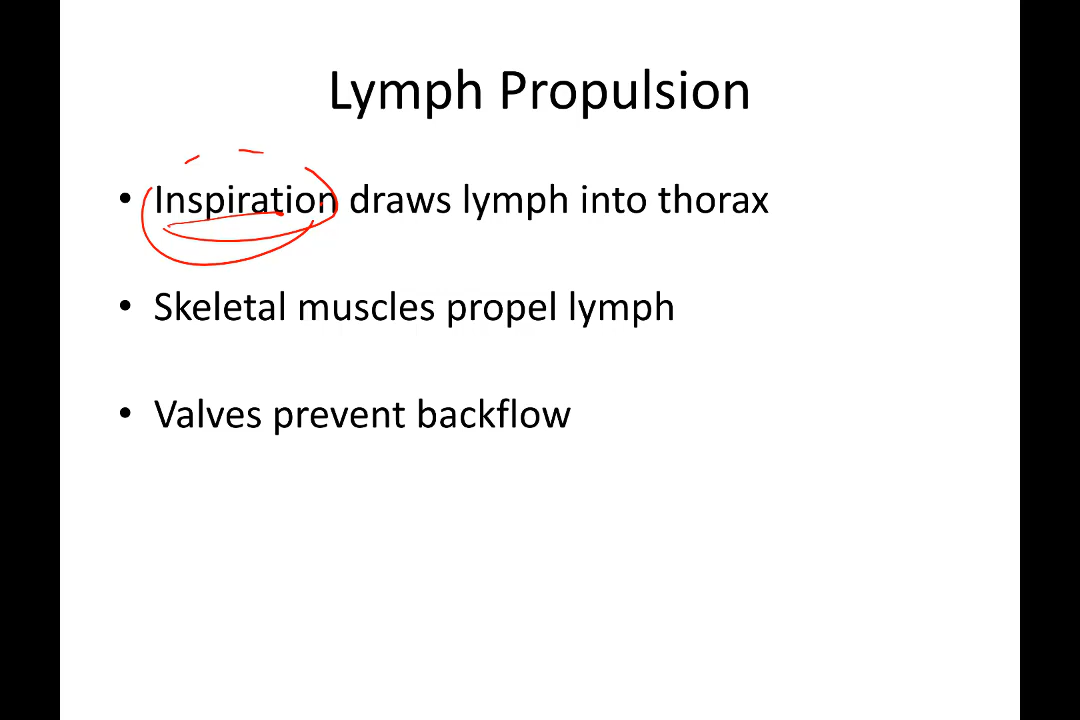 Lymph Propulsion
• Inspiration draws lymph into thorax
• Skeletal muscles propel lymph
• Valves prevent backflow